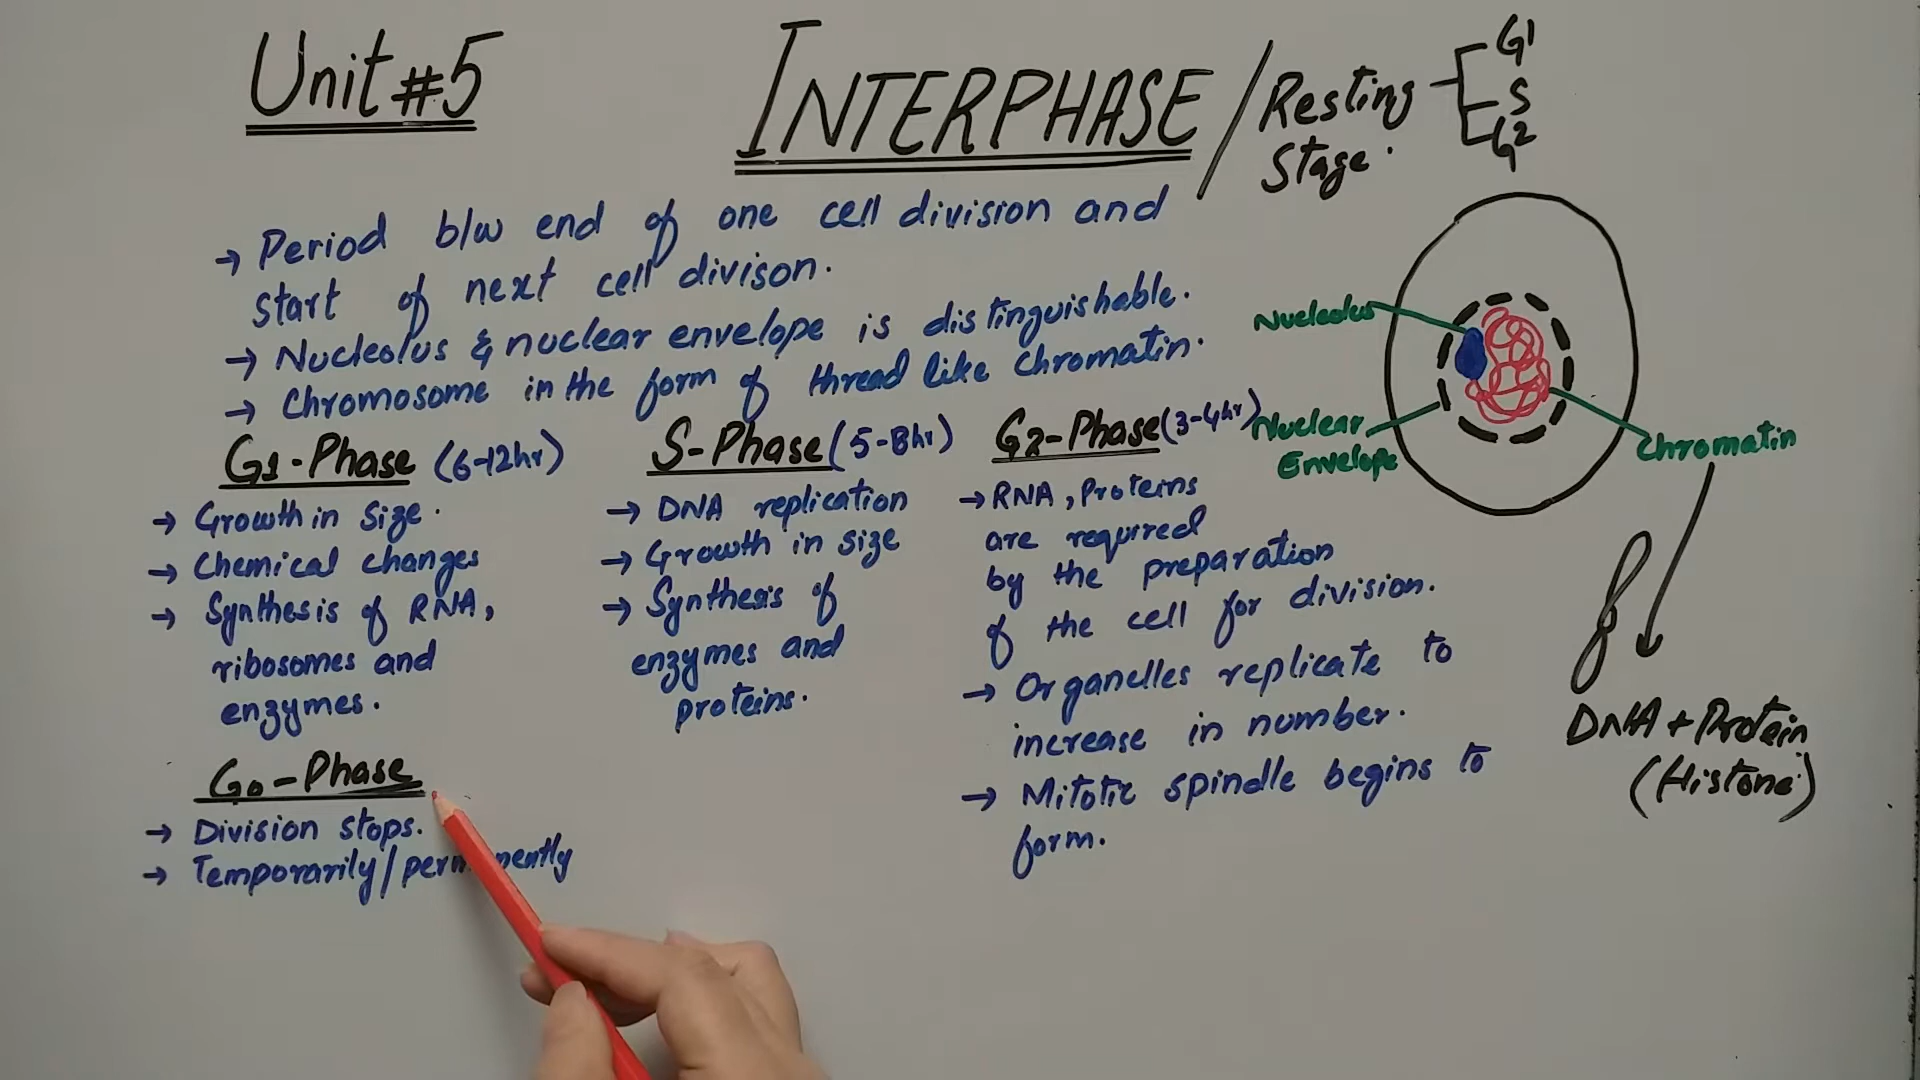 Unit #5
INTERPHASE / Resting Stage.
G1
S
G2
→ Period b/w end of one cell division and
start of next cell divison.
→ Nucleolus & nuclear envelope is distinguishable.
→ Chromosome in the form of thread like chromatin.
Nucleolus
Nuclear
Envelope
Chromatin
DNA + Protein
(Histone)
G1-Phase (6-12hr)
→ Growth in size.
→ Chemical changes
→ Synthesis of RNA,
ribosomes and
enzymes.
G0-Phase
→ Division stops.
→ Temporarily/
S-Phase (5-8hr)
→ DNA replication
→ Growth in size
→ Synthesis of
enzymes and
proteins.
G2-Phase (3-4hr)
→ RNA, Proteins
are required
by the preparation
of the cell for division.
→ Organelles replicate to
increase in number.
→ Mitotic spindle begins to
form.